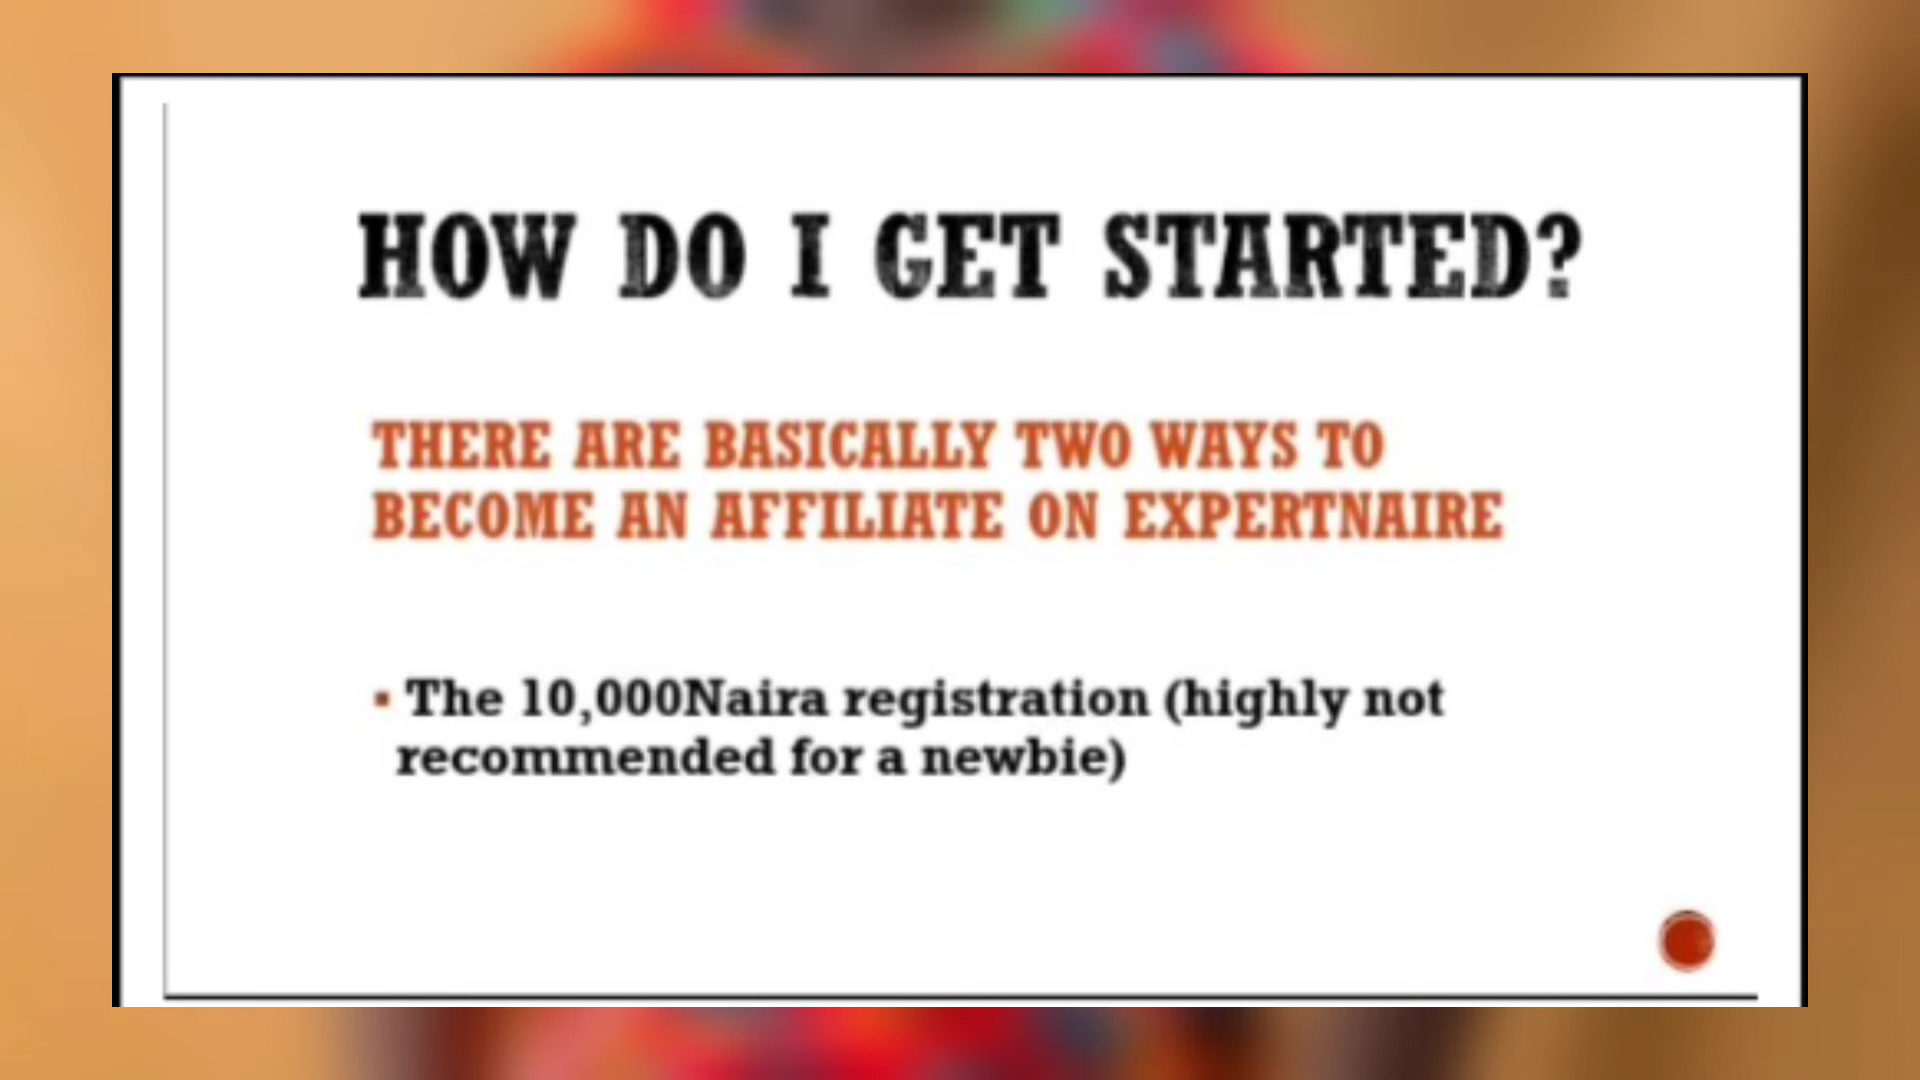 HOW DO I GET STARTED?
THERE ARE BASICALLY TWO WAYS TO
BECOME AN AFFILIATE ON EXPERTNAIRE
▪ The 10,000Naira registration (highly not
recommended for a newbie)